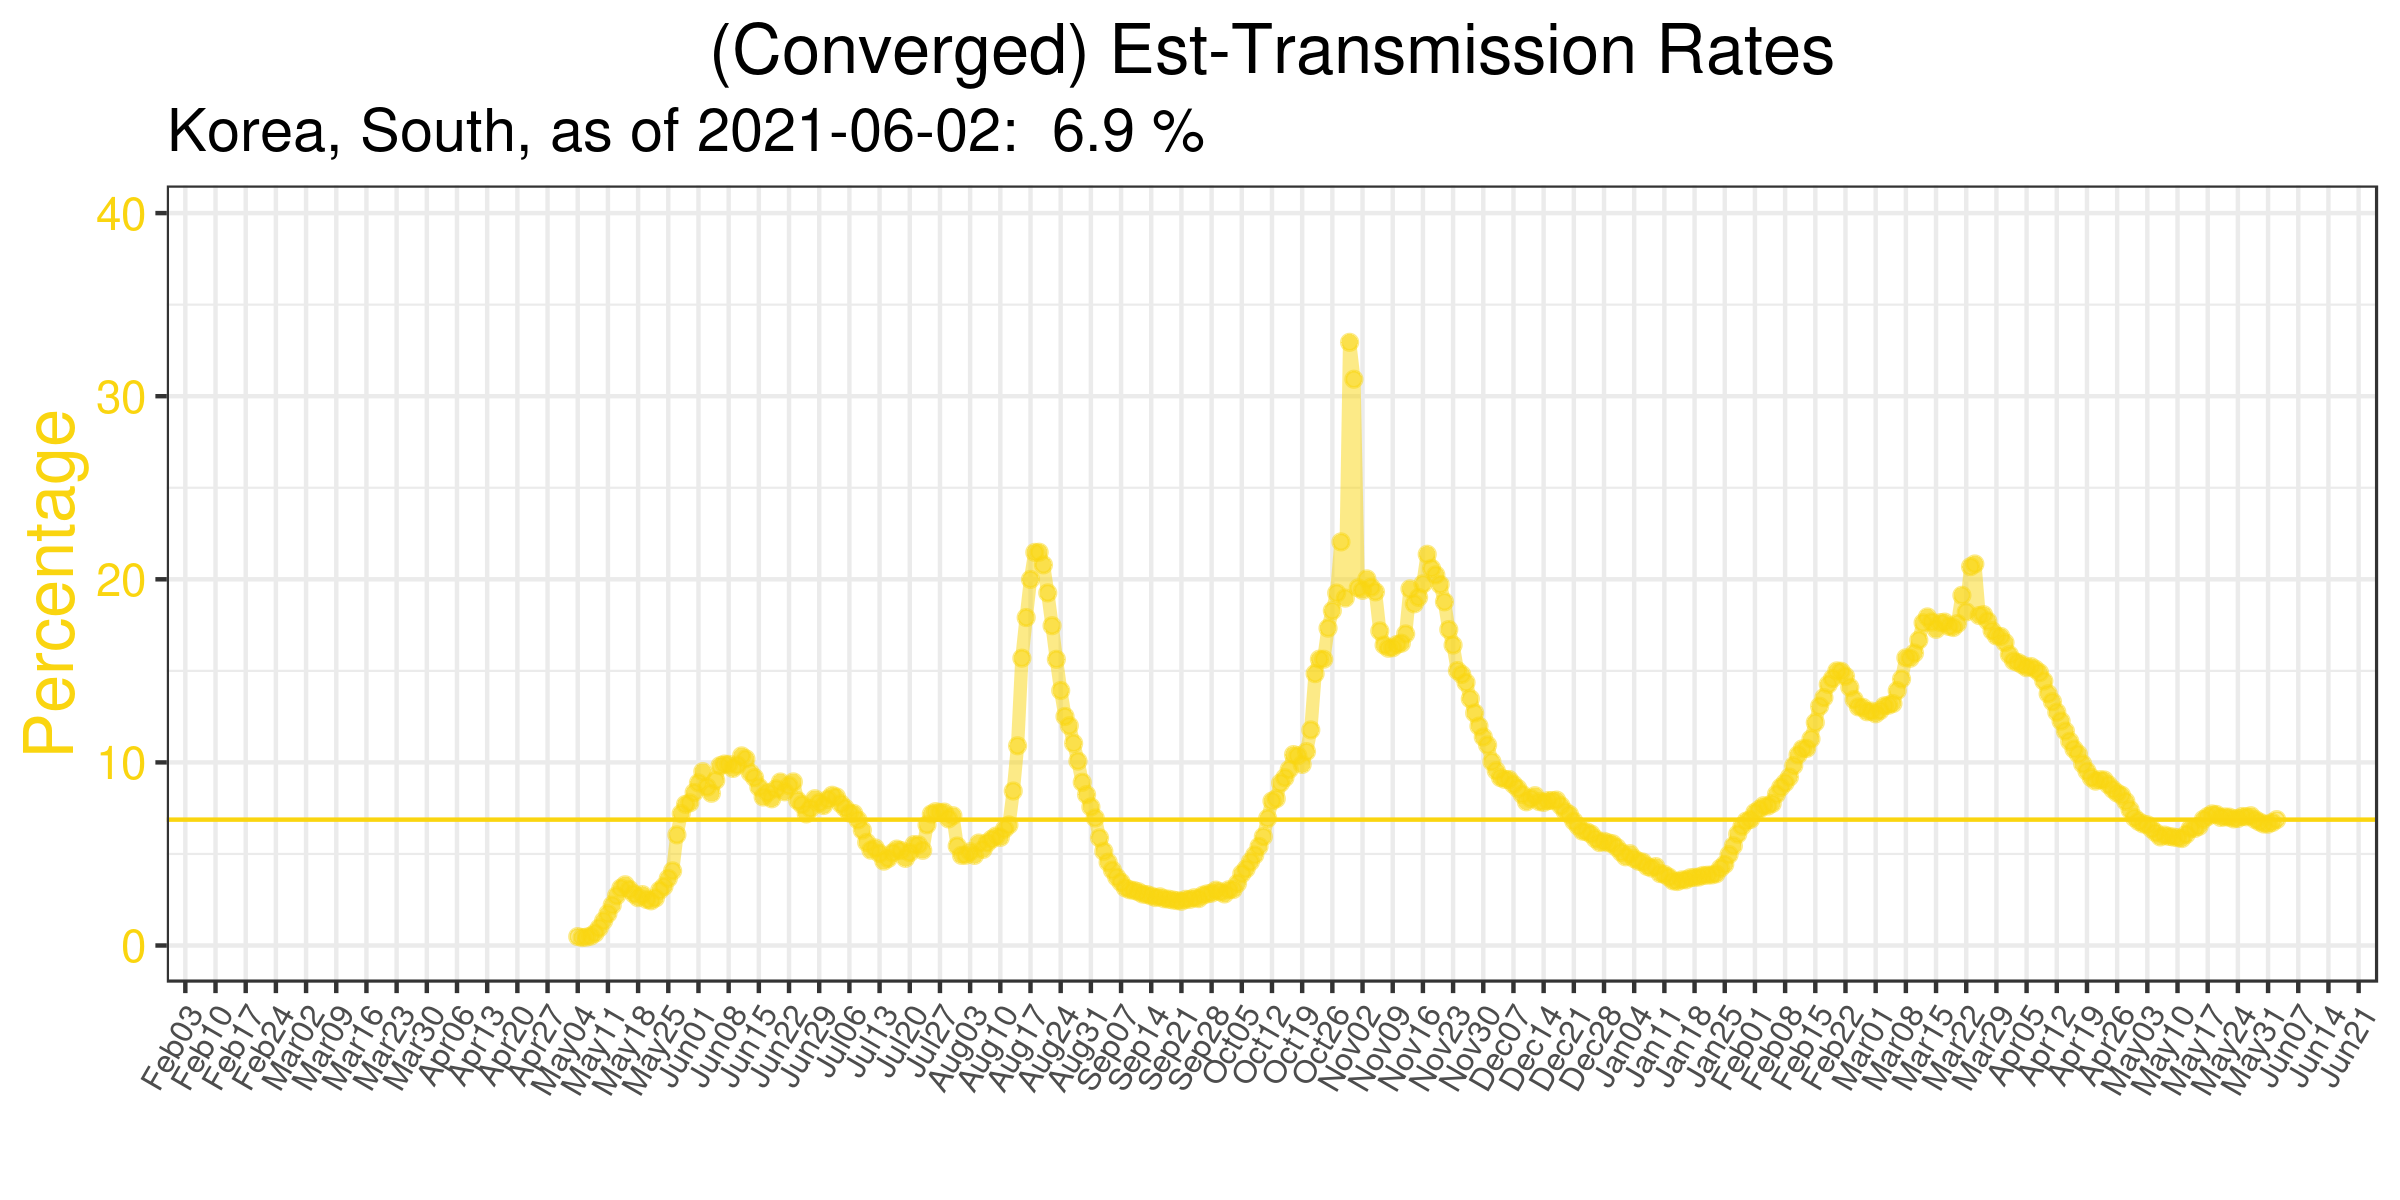 (Converged) Est-Transmission Rates
Korea, South, as of 2021-06-02:  6.9 %
Percentage
40
30
20
10
0
Feb03
Feb10
Feb17
Feb24
Mar02
Mar09
Mar16
Mar23
Mar30
Apr06
Apr13
Apr20
Apr27
May04
May11
May18
May25
Jun01
Jun08
Jun15
Jun22
Jun29
Jul06
Jul13
Jul20
Jul27
Aug03
Aug10
Aug17
Aug24
Aug31
Sep07
Sep14
Sep21
Sep28
Oct05
Oct12
Oct19
Oct26
Nov02
Nov09
Nov16
Nov23
Nov30
Dec07
Dec14
Dec21
Dec28
Jan04
Jan11
Jan18
Jan25
Feb01
Feb08
Feb15
Feb22
Mar01
Mar08
Mar15
Mar22
Mar29
Apr05
Apr12
Apr19
Apr26
May03
May10
May17
May24
May31
Jun07
Jun14
Jun21